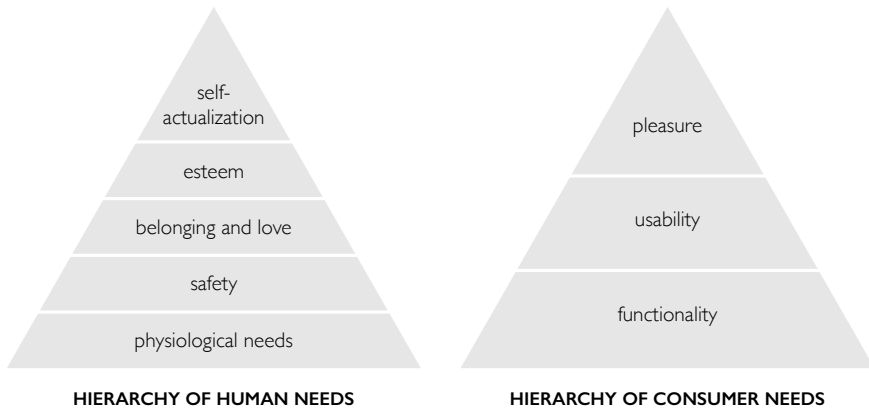 self-
actualization
esteem
belonging and love
safety
physiological needs
HIERARCHY OF HUMAN NEEDS
pleasure
usability
functionality
HIERARCHY OF CONSUMER NEEDS